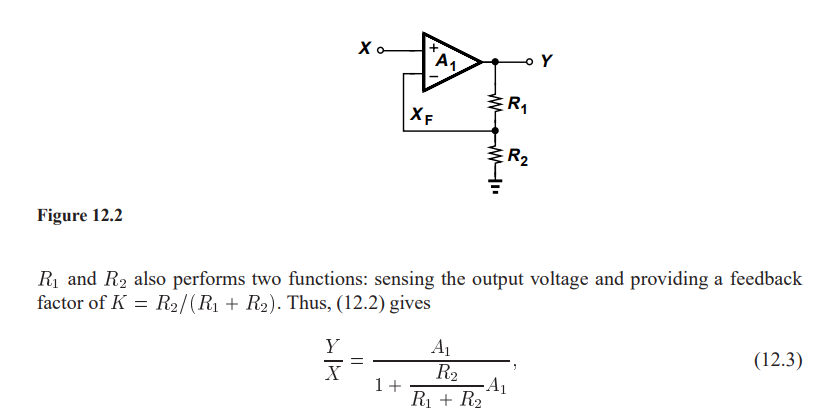 X
+
A₁
−
Y
X_F
R₁
R₂
Figure 12.2
R₁ and R₂ also performs two functions: sensing the output voltage and providing a feedback
factor of K = R₂/(R₁ + R₂). Thus, (12.2) gives
Y/X = A₁ / (1 + R₂/(R₁ + R₂) A₁), (12.3)